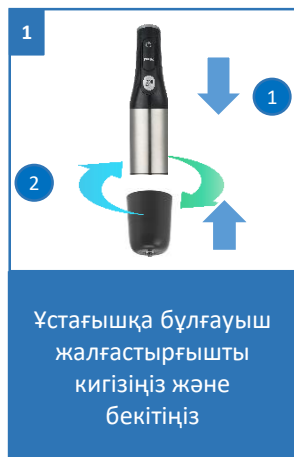 1
1
2
Ұстағышқа бұлғауыш
жалғастырғышты
кигізіңіз және
бекітіңіз